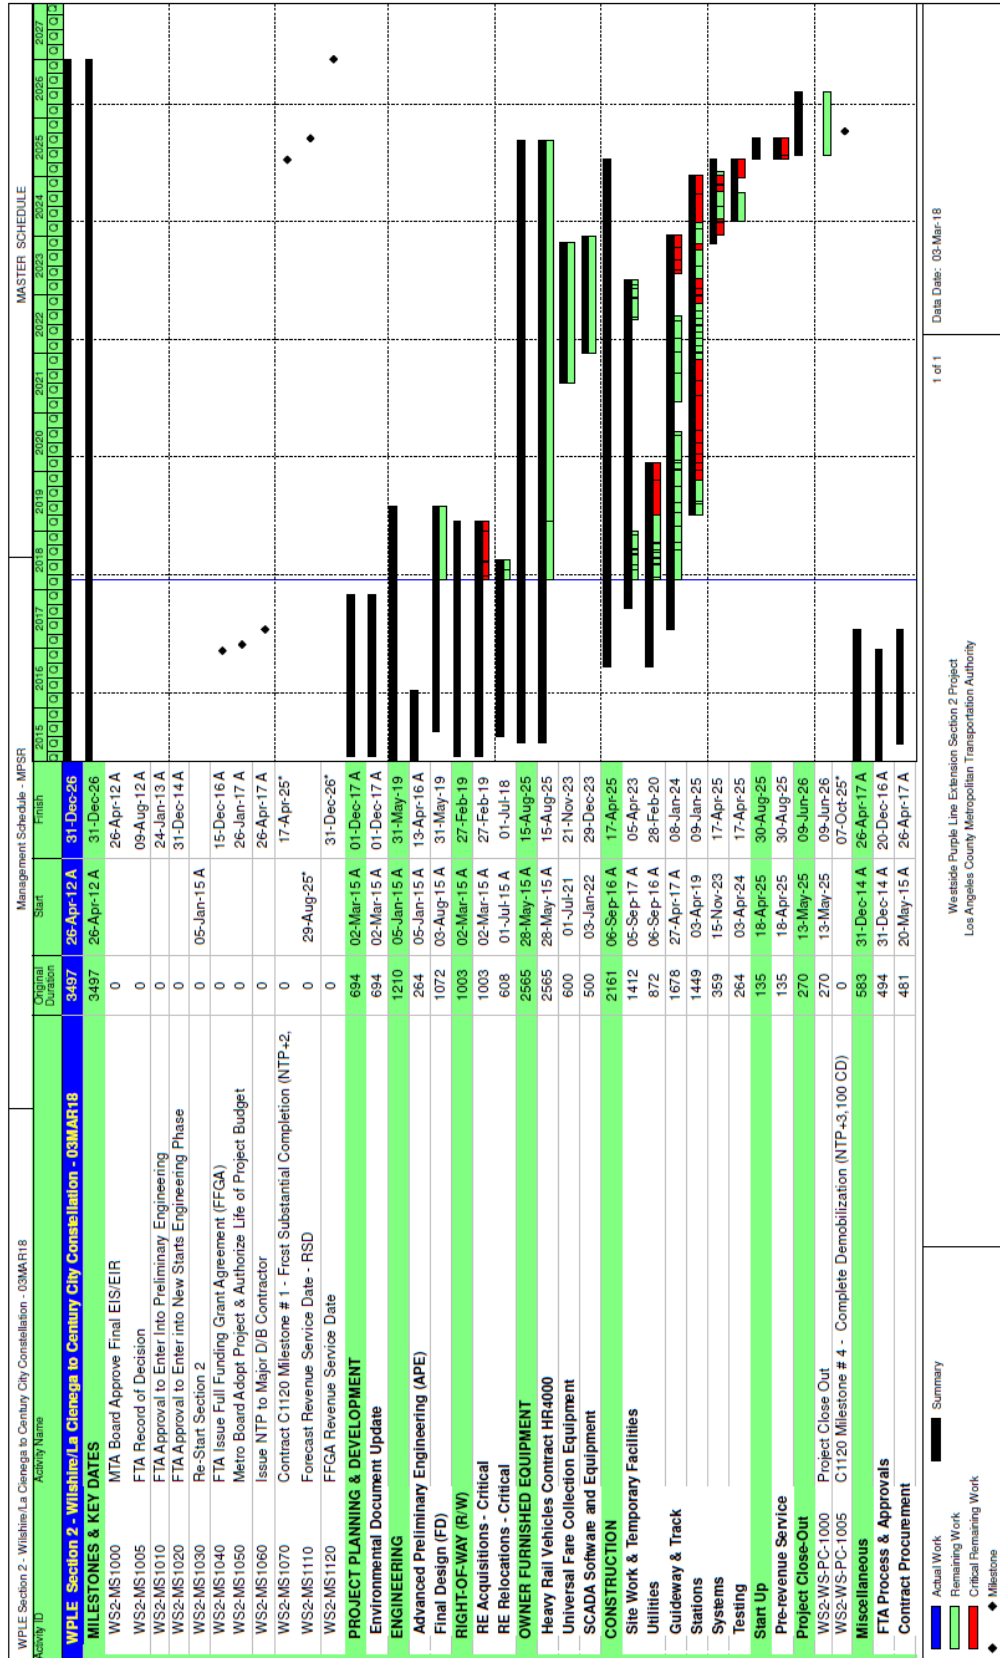 WPLE Section 2 - Wilshire/La Cienega to Century City Constellation - 03MAR18 Management Schedule - MPSR MASTER SCHEDULE
Activity ID Activity Name Original Duration Start Finish 2015 2016 2017 2018 2019 2020 2021 2022 2023 2024 2025 2026 2027
Q Q Q Q Q Q Q Q Q Q Q Q Q Q Q Q Q Q Q Q Q Q Q Q Q Q Q Q Q Q Q Q Q Q Q Q Q Q Q Q Q Q Q Q Q Q Q Q Q Q Q Q
WPLE Section 2 - Wilshire/La Cienega to Century City Constellation - 03MAR18 3497 26-Apr-12 A 31-Dec-26
MILESTONES & KEY DATES 3497 26-Apr-12 A 31-Dec-26
WS2-MS1000 MTA Board Approve Final EIS/EIR 0 26-Apr-12 A
WS2-MS1005 FTA Record of Decision 0 09-Aug-12 A
WS2-MS1010 FTA Approval to Enter Into Preliminary Engineering 0 24-Jan-13 A
WS2-MS1020 FTA Approval to Enter into New Starts Engineering Phase 0 31-Dec-14 A
WS2-MS1030 Re-Start Section 2 0 05-Jan-15 A
WS2-MS1040 FTA Issue Full Funding Grant Agreement (FFGA) 0 15-Dec-16 A
WS2-MS1050 Metro Board Adopt Project & Authorize Life of Project Budget 0 26-Jan-17 A
WS2-MS1060 Issue NTP to Major D/B Contractor 0 26-Apr-17 A
WS2-MS1070 Contract C1120 Milestone # 1 - Frcst Substantial Completion (NTP+2, 0 17-Apr-25*
WS2-MS1110 Forecast Revenue Service Date - RSD 0 29-Aug-25*
WS2-MS1120 FFGA Revenue Service Date 0 31-Dec-26*
PROJECT PLANNING & DEVELOPMENT 694 02-Mar-15 A 01-Dec-17 A
Environmental Document Update 694 02-Mar-15 A 01-Dec-17 A
ENGINEERING 1210 05-Jan-15 A 31-May-19
Advanced Preliminary Engineering (APE) 264 05-Jan-15 A 13-Apr-16 A
Final Design (FD) 1072 03-Aug-15 A 31-May-19
RIGHT-OF-WAY (R/W) 1003 02-Mar-15 A 27-Feb-19
RE Acquisitions - Critical 1003 02-Mar-15 A 27-Feb-19
RE Relocations - Critical 608 01-Jul-15 A 01-Jul-18
OWNER FURNISHED EQUIPMENT 2565 28-May-15 A 15-Aug-25
Heavy Rail Vehicles Contract HR4000 2565 28-May-15 A 15-Aug-25
Universal Fare Collection Equipment 600 01-Jul-21 21-Nov-23
SCADA Software and Equipment 500 03-Jan-22 29-Dec-23
CONSTRUCTION 2161 06-Sep-16 A 17-Apr-25
Site Work & Temporary Facilities 1412 05-Sep-17 A 05-Apr-23
Utilities 872 06-Sep-16 A 28-Feb-20
Guideway & Track 1678 27-Apr-17 A 08-Jan-24
Stations 1449 03-Apr-19 09-Jan-25
Systems 359 15-Nov-23 17-Apr-25
Testing 264 03-Apr-24 17-Apr-25
Start Up 135 18-Apr-25 30-Aug-25
Pre-revenue Service 135 18-Apr-25 30-Aug-25
Project Close-Out 270 13-May-25 09-Jun-26
WS2-WS-PC-1000 Project Close Out 270 13-May-25 09-Jun-26
WS2-WS-PC-1005 C1120 Milestone # 4 - Complete Demobilization (NTP+3,100 CD) 0 07-Oct-25*
Miscellaneous 583 31-Dec-14 A 26-Apr-17 A
FTA Process & Approvals 494 31-Dec-14 A 20-Dec-16 A
Contract Procurement 481 20-May-15 A 26-Apr-17 A
Actual Work
Remaining Work
Critical Remaining Work
Milestone
Summary
Westside Purple Line Extension Section 2 Project
Los Angeles County Metropolitan Transportation Authority
1 of 1
Data Date: 03-Mar-18